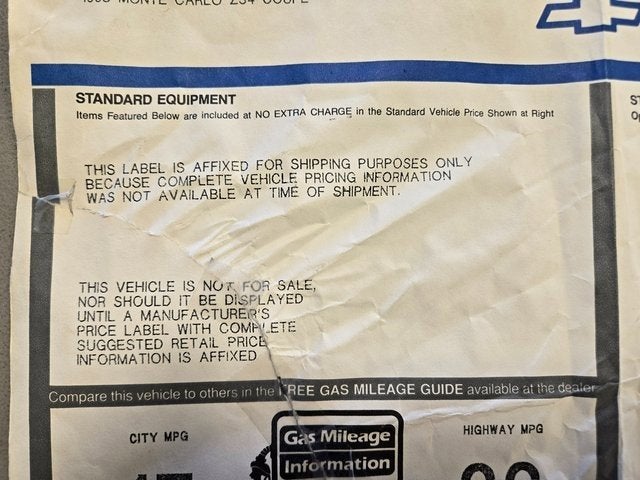 MONTE CARLO Z34 COUPE
STANDARD EQUIPMENT
Items Featured Below are included at NO EXTRA CHARGE in the Standard Vehicle Price Shown at Right
THIS LABEL IS AFFIXED FOR SHIPPING PURPOSES ONLY
BECAUSE COMPLETE VEHICLE PRICING INFORMATION
WAS NOT AVAILABLE AT TIME OF SHIPMENT.
THIS VEHICLE IS NOT FOR SALE,
NOR SHOULD IT BE DISPLAYED
UNTIL A MANUFACTURER'S
PRICE LABEL WITH COMPLETE
SUGGESTED RETAIL PRICE
INFORMATION IS AFFIXED
Compare this vehicle to others in the FREE GAS MILEAGE GUIDE available at the dealer
CITY MPG
Gas Mileage
Information
HIGHWAY MPG